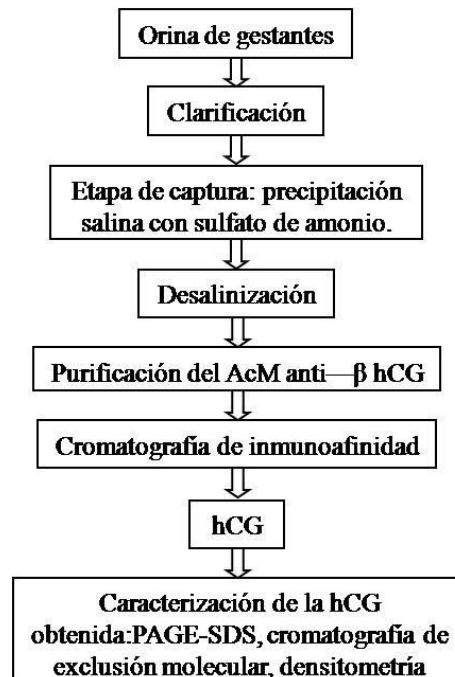 Orina de gestantes
Clarificación
Etapa de captura: precipitación
salina con sulfato de amonio.
Desalinización
Purificación del AcM anti—β hCG
Cromatografía de inmunoafinidad
hCG
Caracterización de la hCG
obtenida:PAGE-SDS, cromatografía de
exclusión molecular, densitometría